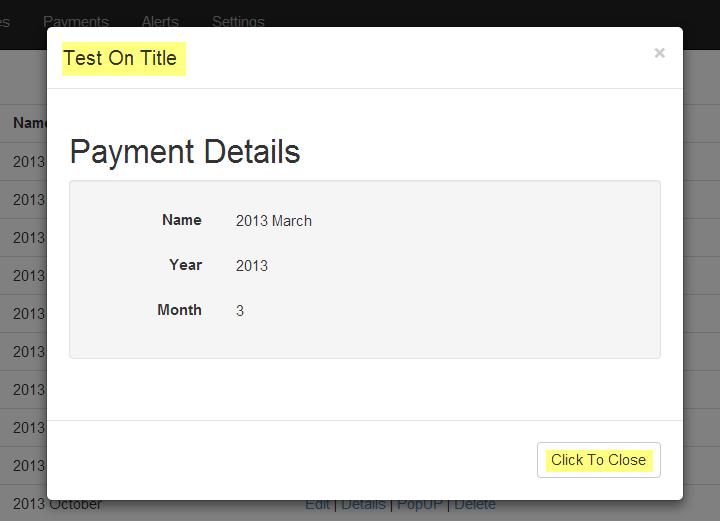 es Payments Alerts Settings
Test On Title ×
Name
Payment Details
2013
2013
Name 2013 March
2013
Year 2013
2013
Month 3
2013
2013
2013
2013
2013
Click To Close
2013 October Edit | Details | PopUP | Delete